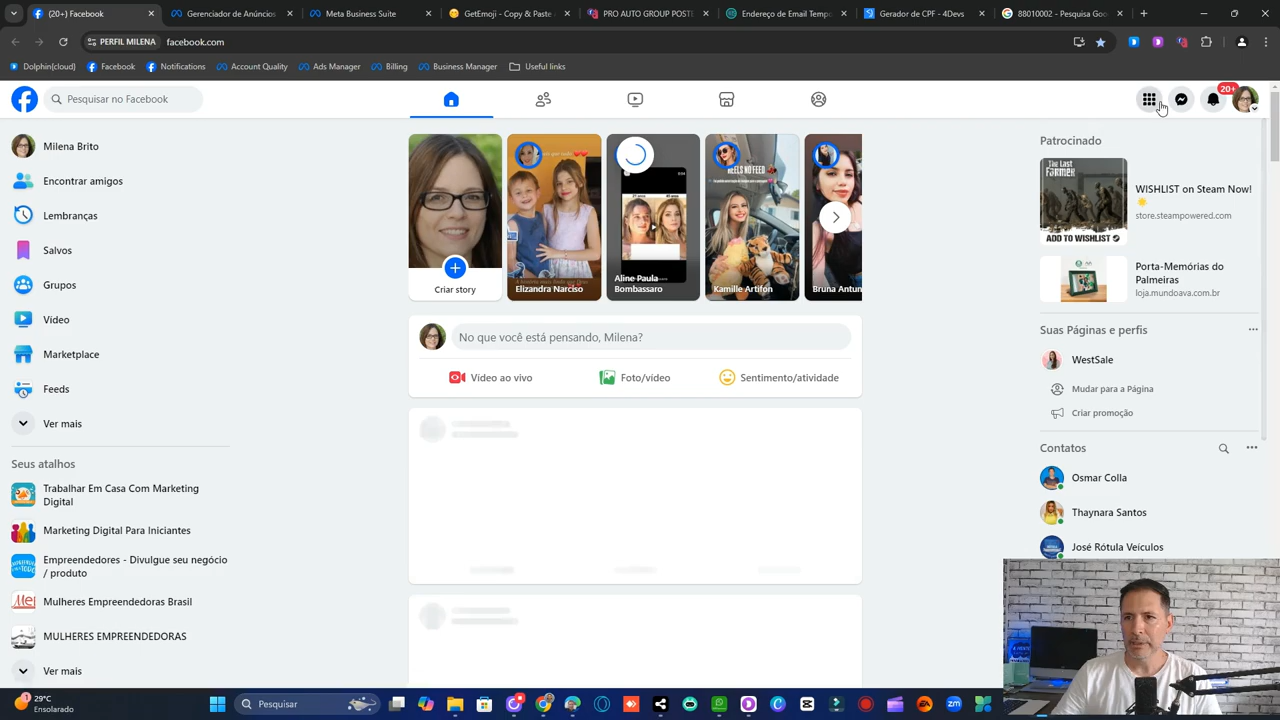 (20+) Facebook
Gerenciador de Anúncios
Meta Business Suite
GetEmoji - Copy & Paste
PRO AUTO GROUP POSTE
Endereço de Email Tempo
Gerador de CPF - 4Devs
88010002 - Pesquisa Goo
PERFIL MILENA
facebook.com
Dolphin{cloud}
Facebook
Notifications
Account Quality
Ads Manager
Billing
Business Manager
Useful links
Pesquisar no Facebook
20+
Milena Brito
Encontrar amigos
Lembranças
Salvos
Grupos
Vídeo
Marketplace
Feeds
Ver mais
Seus atalhos
Trabalhar Em Casa Com Marketing
Digital
Marketing Digital Para Iniciantes
Empreendedores - Divulgue seu negócio
/ produto
Mulheres Empreendedoras Brasil
MULHERES EMPREENDEDORAS
Ver mais
Criar story
Elizandra Narciso
Aline Paula
Bombassaro
REELS NO FEED
Kamille Artifon
Bruna Antun
No que você está pensando, Milena?
Vídeo ao vivo
Foto/vídeo
Sentimento/atividade
Patrocinado
The Last
Farmer
ADD TO WISHLIST
WISHLIST on Steam Now!
store.steampowered.com
Porta-Memórias do
Palmeiras
loja.mundoava.com.br
Suas Páginas e perfis
WestSale
Mudar para a Página
Criar promoção
Contatos
Osmar Colla
Thaynara Santos
José Rótula Veículos
29°C
Ensolarado
Pesquisar